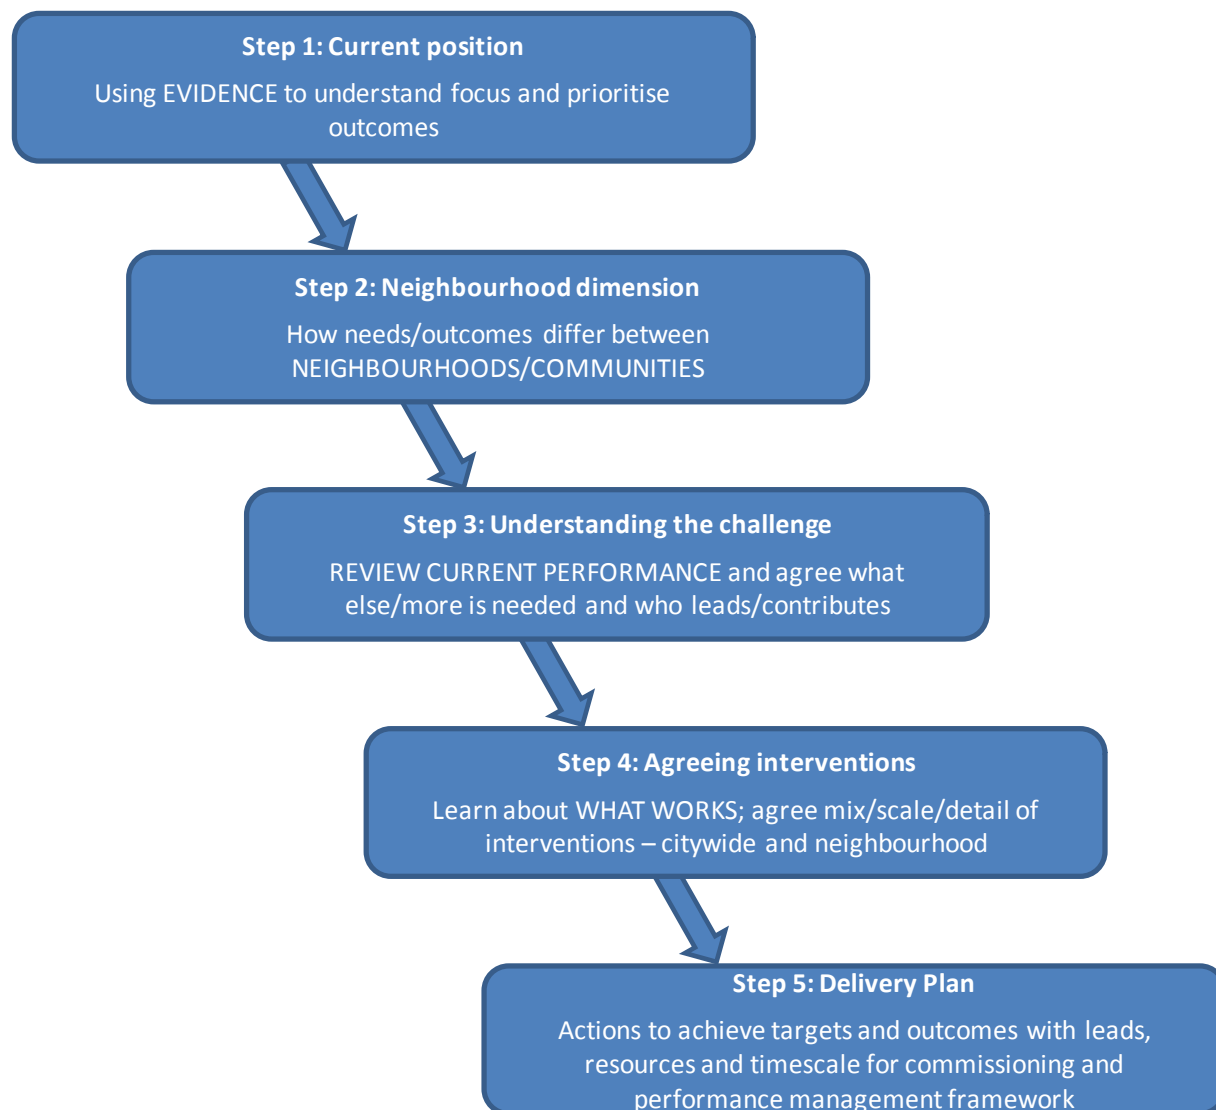 Step 1: Current position
Using EVIDENCE to understand focus and prioritise
outcomes
Step 2: Neighbourhood dimension
How needs/outcomes differ between
NEIGHBOURHOODS/COMMUNITIES
Step 3: Understanding the challenge
REVIEW CURRENT PERFORMANCE and agree what
else/more is needed and who leads/contributes
Step 4: Agreeing interventions
Learn about WHAT WORKS; agree mix/scale/detail of
interventions – citywide and neighbourhood
Step 5: Delivery Plan
Actions to achieve targets and outcomes with leads,
resources and timescale for commissioning and
performance management framework